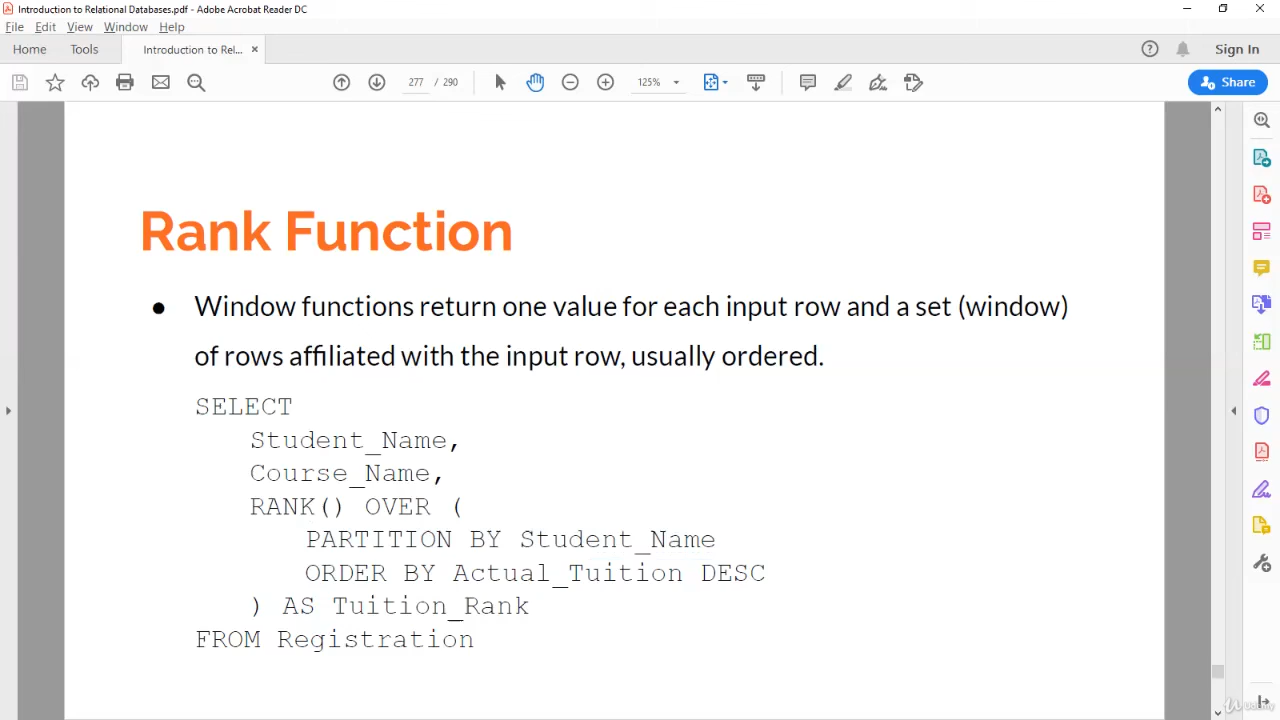 Introduction to Relational Databases.pdf - Adobe Acrobat Reader DC
File Edit View Window Help
Home Tools Introduction to Rel... × Sign In
277 / 290 125% Share
Rank Function
● Window functions return one value for each input row and a set (window)
of rows affiliated with the input row, usually ordered.
SELECT
Student_Name,
Course_Name,
RANK() OVER (
PARTITION BY Student_Name
ORDER BY Actual_Tuition DESC
) AS Tuition_Rank
FROM Registration
Udemy